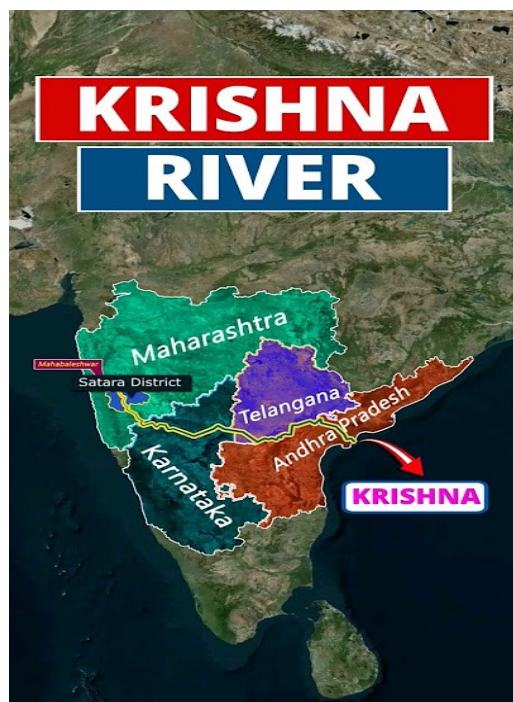 KRISHNA
RIVER
Maharashtra
Mahabaleshwar
Satara District
Telangana
Andhra Pradesh
Karnataka
KRISHNA